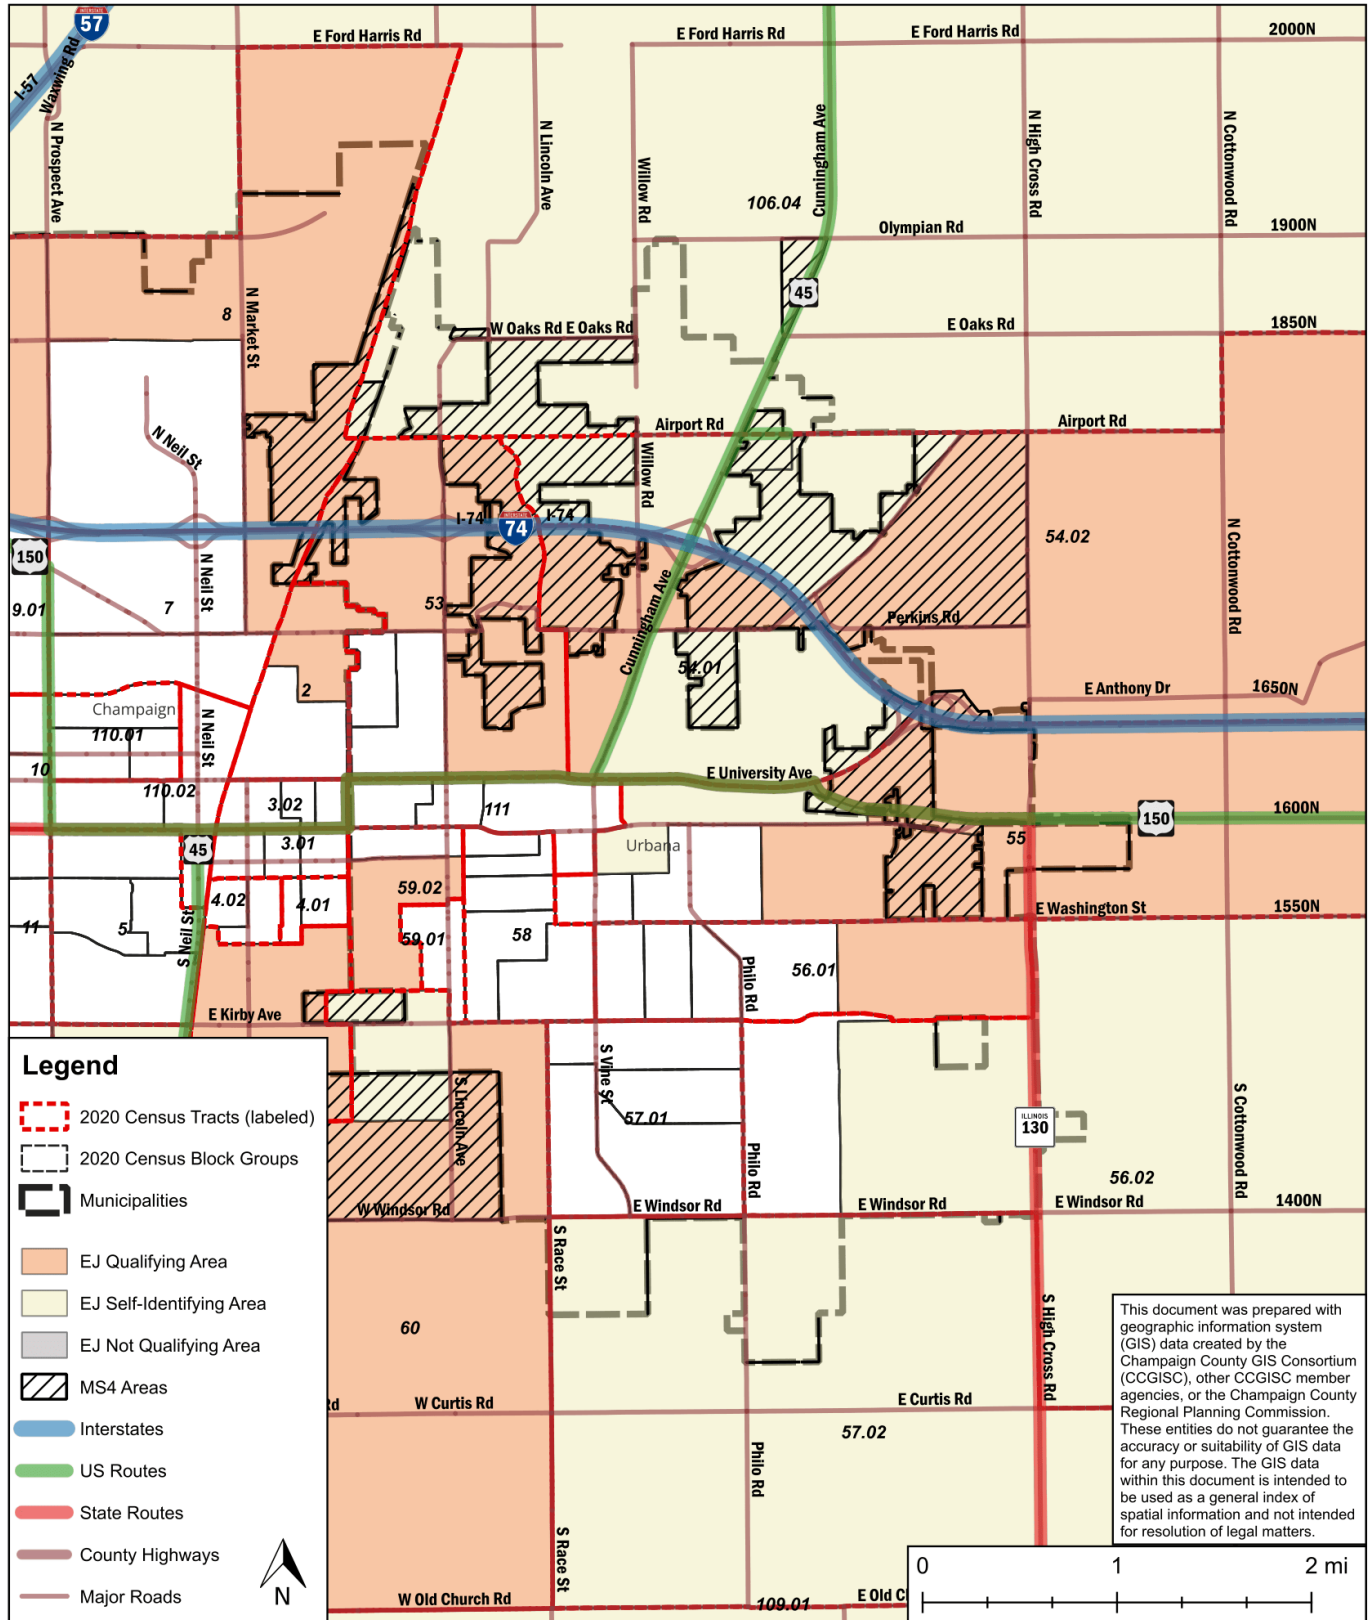 57
E Ford Harris Rd
E Ford Harris Rd
E Ford Harris Rd
2000N
I-57
Waxwing Rd
N Prospect Ave
N Lincoln Ave
Willow Rd
Cunningham Ave
N High Cross Rd
N Cottonwood Rd
106.04
Olympian Rd
1900N
45
8
N Market St
W Oaks Rd
E Oaks Rd
E Oaks Rd
1850N
N Neil St
Airport Rd
Airport Rd
Willow Rd
I-74
74
I-74
150
54.02
N Cottonwood Rd
N Neil St
9.01
7
53
Cunningham Ave
Perkins Rd
54.01
2
E Anthony Dr
1650N
Champaign
N Neil St
110.01
10
E University Ave
110.02
3.02
111
150
1600N
45
3.01
Urbana
55
59.02
4.02
4.01
E Washington St
1550N
11
5
S Neil St
59.01
58
56.01
Philo Rd
E Kirby Ave
S Lincoln Ave
S Vine St
57.01
Philo Rd
ILLINOIS
130
S Cottonwood Rd
56.02
W Windsor Rd
E Windsor Rd
E Windsor Rd
E Windsor Rd
1400N
S Race St
S High Cross Rd
60
Rd
W Curtis Rd
E Curtis Rd
57.02
Philo Rd
S Race St
W Old Church Rd
109.01
E Old Cl
Legend
2020 Census Tracts (labeled)
2020 Census Block Groups
Municipalities
EJ Qualifying Area
EJ Self-Identifying Area
EJ Not Qualifying Area
MS4 Areas
Interstates
US Routes
State Routes
County Highways
Major Roads
N
This document was prepared with
geographic information system
(GIS) data created by the
Champaign County GIS Consortium
(CCGISC), other CCGISC member
agencies, or the Champaign County
Regional Planning Commission.
These entities do not guarantee the
accuracy or suitability of GIS data
for any purpose. The GIS data
within this document is intended to
be used as a general index of
spatial information and not intended
for resolution of legal matters.
0 1 2 mi